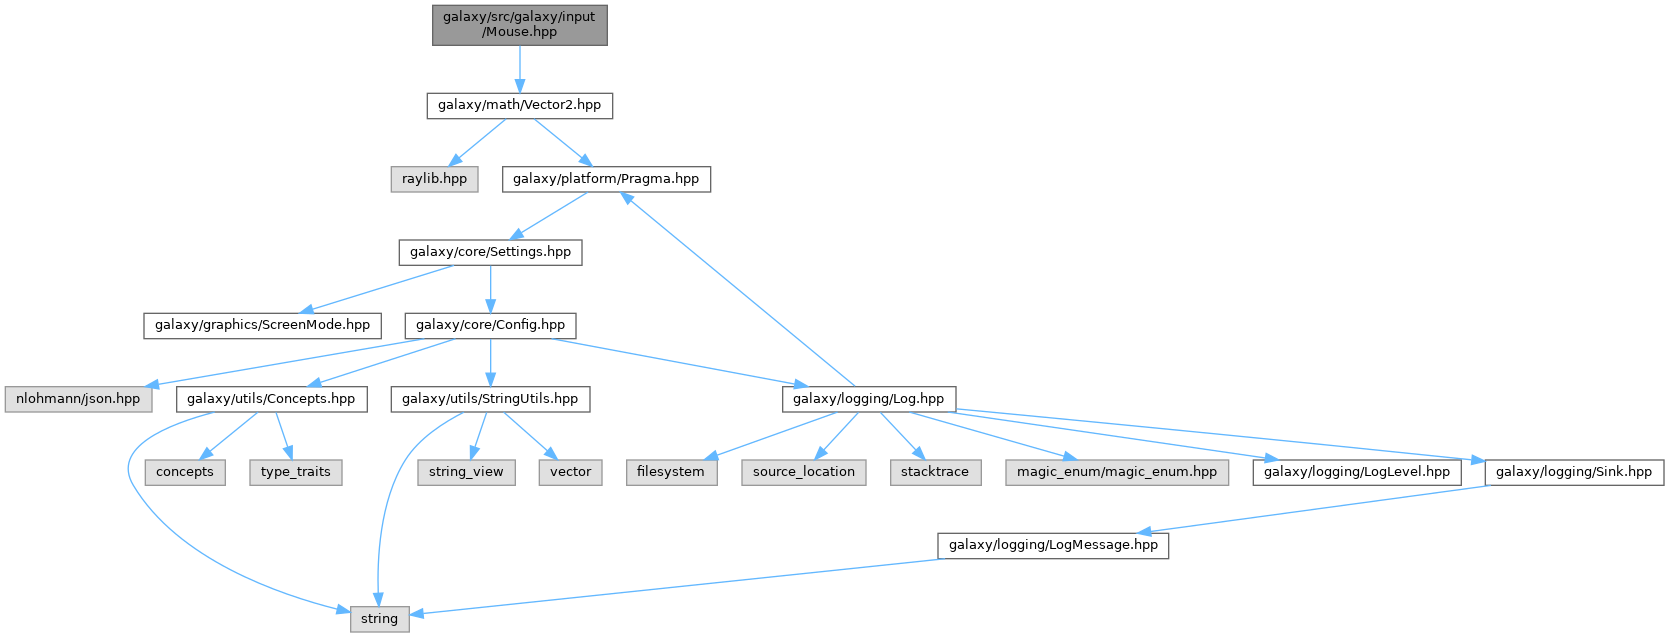 galaxy/src/galaxy/input
/Mouse.hpp
galaxy/math/Vector2.hpp
raylib.hpp
galaxy/platform/Pragma.hpp
galaxy/core/Settings.hpp
galaxy/graphics/ScreenMode.hpp
galaxy/core/Config.hpp
nlohmann/json.hpp
galaxy/utils/Concepts.hpp
galaxy/utils/StringUtils.hpp
galaxy/logging/Log.hpp
concepts
type_traits
string_view
vector
filesystem
source_location
stacktrace
magic_enum/magic_enum.hpp
galaxy/logging/LogLevel.hpp
galaxy/logging/Sink.hpp
galaxy/logging/LogMessage.hpp
string